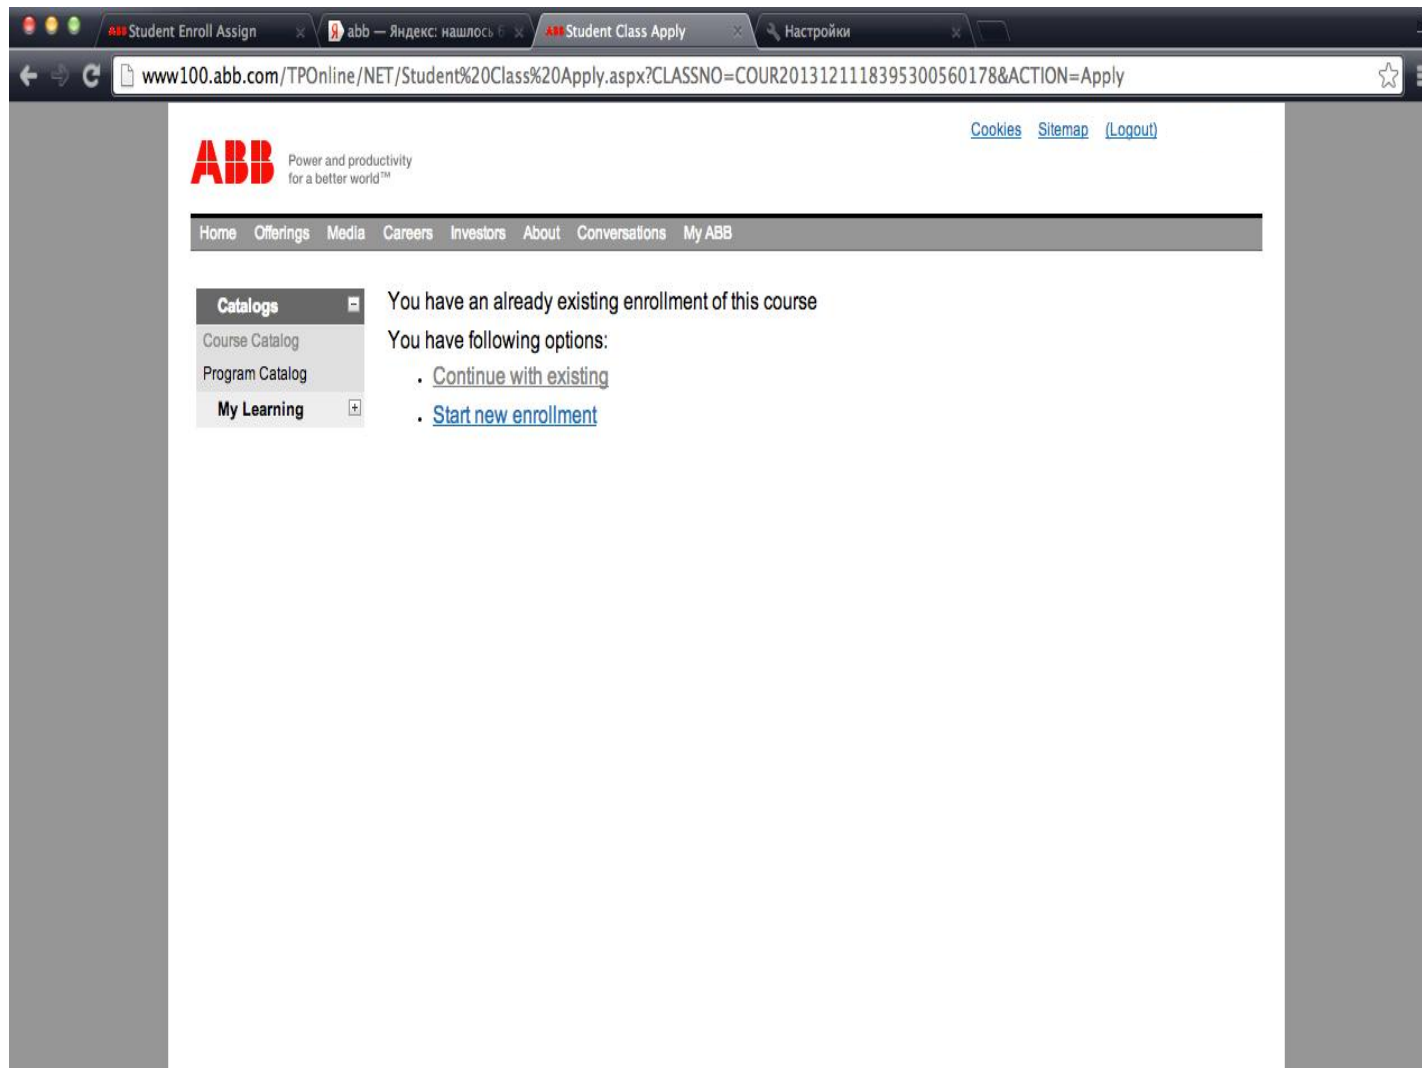 ABB Student Enroll Assign
Я abb — Яндекс: нашлось
ABB Student Class Apply
Настройки
www100.abb.com/TPOnline/NET/Student%20Class%20Apply.aspx?CLASSNO=COUR2013121118395300560178&ACTION=Apply
Cookies Sitemap (Logout)
ABB
Power and productivity
for a better world™
Home Offerings Media Careers Investors About Conversations My ABB
Catalogs
Course Catalog
Program Catalog
My Learning
You have an already existing enrollment of this course
You have following options:
Continue with existing
Start new enrollment